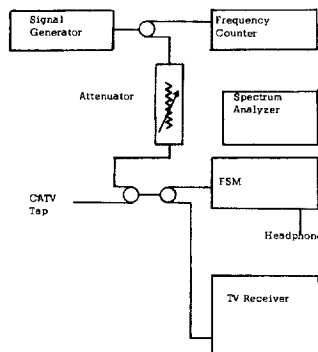 Signal
Generator
Frequency
Counter
Attenuator
Spectrum
Analyzer
CATV
Tap
FSM
Headphone
TV Receiver